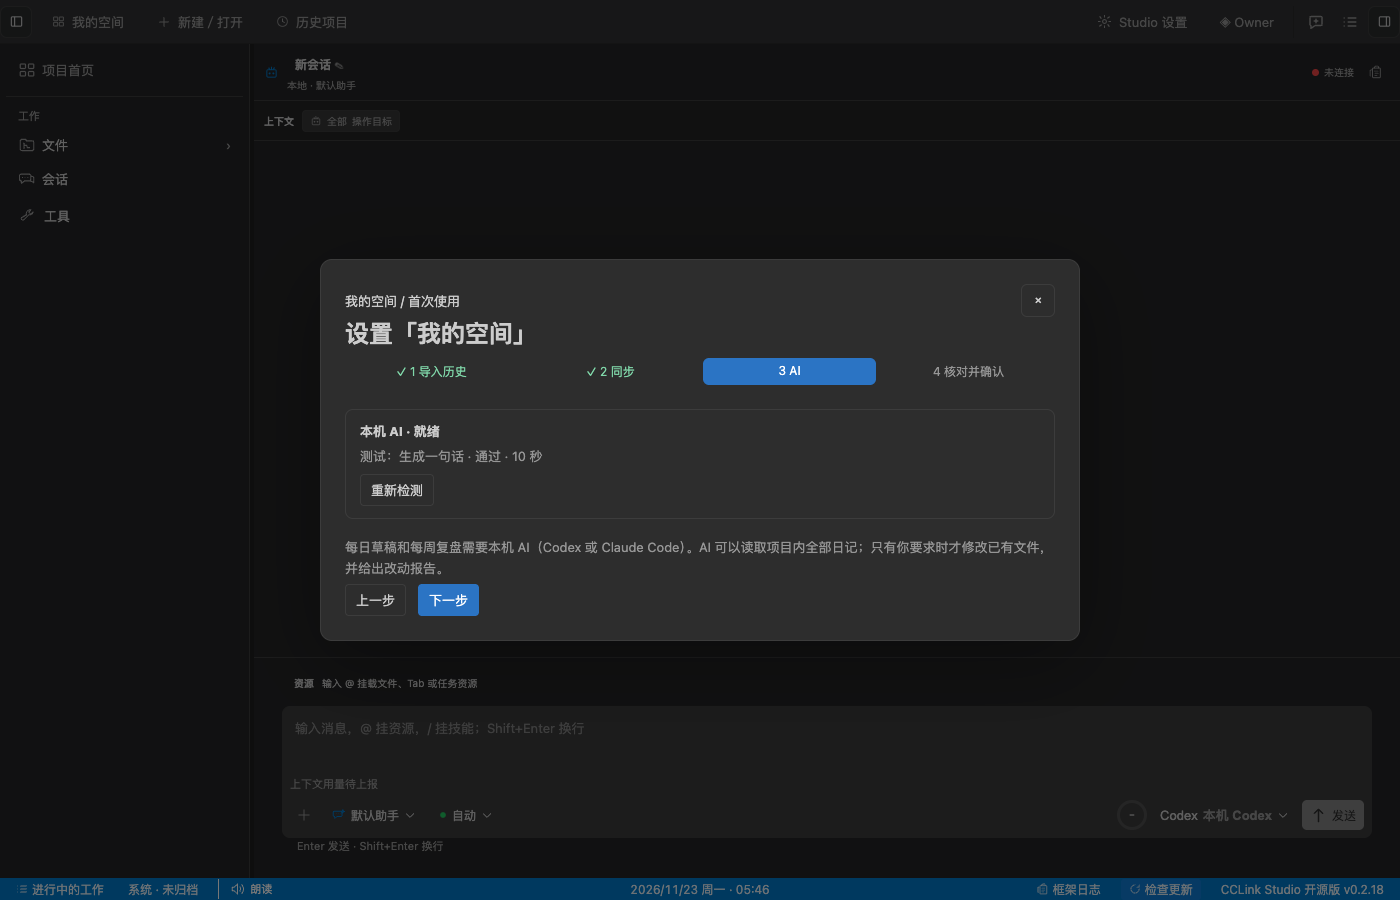 我的空间
新建 / 打开
历史项目
Studio 设置
Owner
项目首页
工作
文件
会话
工具
新会话
本地 · 默认助手
未连接
上下文
全部 操作目标
我的空间 / 首次使用
×
设置「我的空间」
✓ 1 导入历史
✓ 2 同步
3 AI
4 核对并确认
本机 AI · 就绪
测试：生成一句话 · 通过 · 10 秒
重新检测
每日草稿和每周复盘需要本机 AI（Codex 或 Claude Code）。AI 可以读取项目内全部日记；只有你要求时才修改已有文件，
并给出改动报告。
上一步
下一步
资源 输入 @ 挂载文件、Tab 或任务资源
输入消息，@ 挂资源，/ 挂技能；Shift+Enter 换行
上下文用量待上报
默认助手
自动
-
Codex 本机 Codex
发送
Enter 发送 · Shift+Enter 换行
进行中的工作
系统 · 未归档
朗读
2026/11/23 周一 · 05:46
框架日志
检查更新
CCLink Studio 开源版 v0.2.18